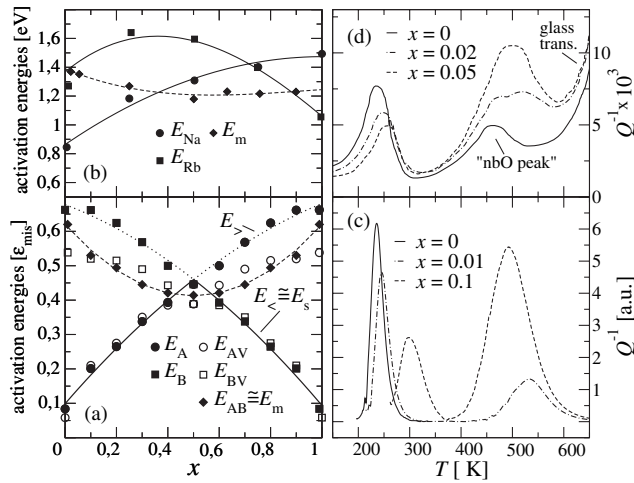 activation energies [eV]
1,6
1,4
1,2
1
0,8
0,6
E_Na
E_m
E_Rb
(b)
(d)
x = 0
x = 0.02
x = 0.05
glass
trans.
"nbO peak"
10
5
0
Q^-1 x 10^3
activation energies [ε_mis]
0,6
0,5
0,4
0,3
0,2
0,1
E_>
E_< ≅ E_s
E_A
E_AV
E_B
E_BV
E_AB ≅ E_m
(a)
0
0,2
0,4
0,6
0,8
1
x
(c)
x = 0
x = 0.01
x = 0.1
6
5
4
3
2
1
Q^-1 [a.u.]
200
300
400
500
600
T [ K]